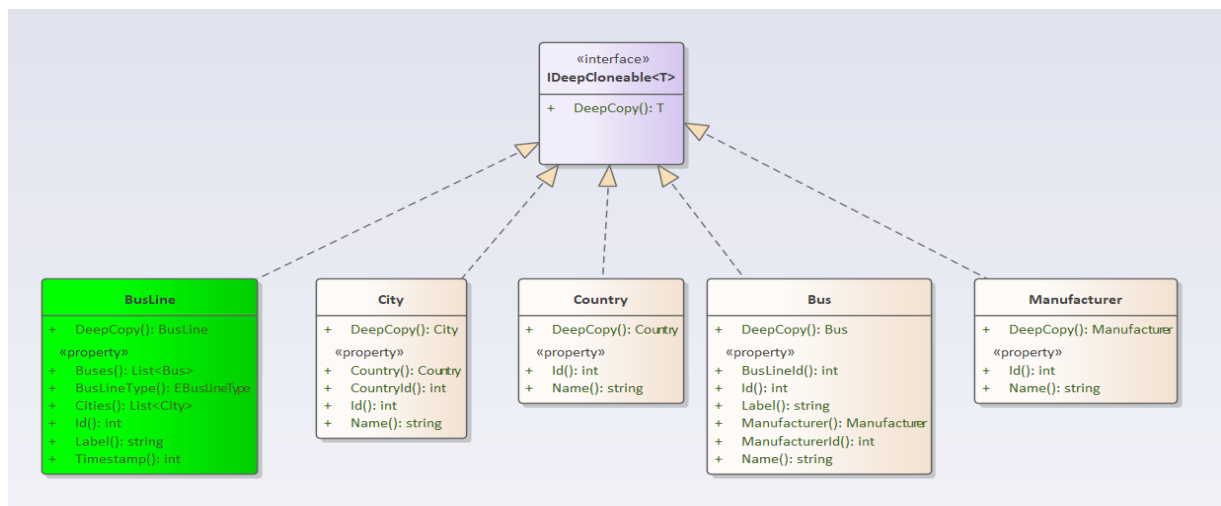 «interface»
IDeepCloneable<T>
+ DeepCopy(): T
BusLine
+ DeepCopy(): BusLine
«property»
+ Buses(): List<Bus>
+ BusLineType(): EBusLineType
+ Cities(): List<City>
+ Id(): int
+ Label(): string
+ Timestamp(): int
City
+ DeepCopy(): City
«property»
+ Country(): Country
+ CountryId(): int
+ Id(): int
+ Name(): string
Country
+ DeepCopy(): Country
«property»
+ Id(): int
+ Name(): string
Bus
+ DeepCopy(): Bus
«property»
+ BusLineId(): int
+ Id(): int
+ Label(): string
+ Manufacturer(): Manufacturer
+ ManufacturerId(): int
+ Name(): string
Manufacturer
+ DeepCopy(): Manufacturer
«property»
+ Id(): int
+ Name(): string